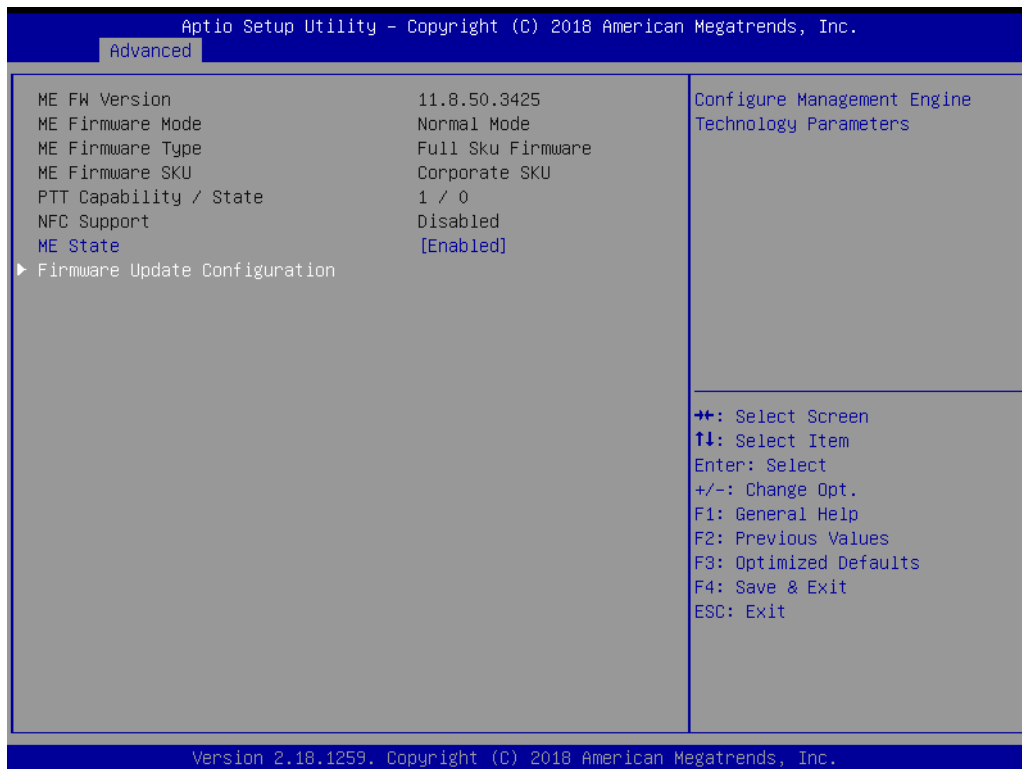 Aptio Setup Utility – Copyright (C) 2018 American Megatrends, Inc.
Advanced
ME FW Version 11.8.50.3425
ME Firmware Mode Normal Mode
ME Firmware Type Full Sku Firmware
ME Firmware SKU Corporate SKU
PTT Capability / State 1 / 0
NFC Support Disabled
ME State [Enabled]
Firmware Update Configuration
Configure Management Engine
Technology Parameters
→←: Select Screen
↑↓: Select Item
Enter: Select
+/-: Change Opt.
F1: General Help
F2: Previous Values
F3: Optimized Defaults
F4: Save & Exit
ESC: Exit
Version 2.18.1259. Copyright (C) 2018 American Megatrends, Inc.